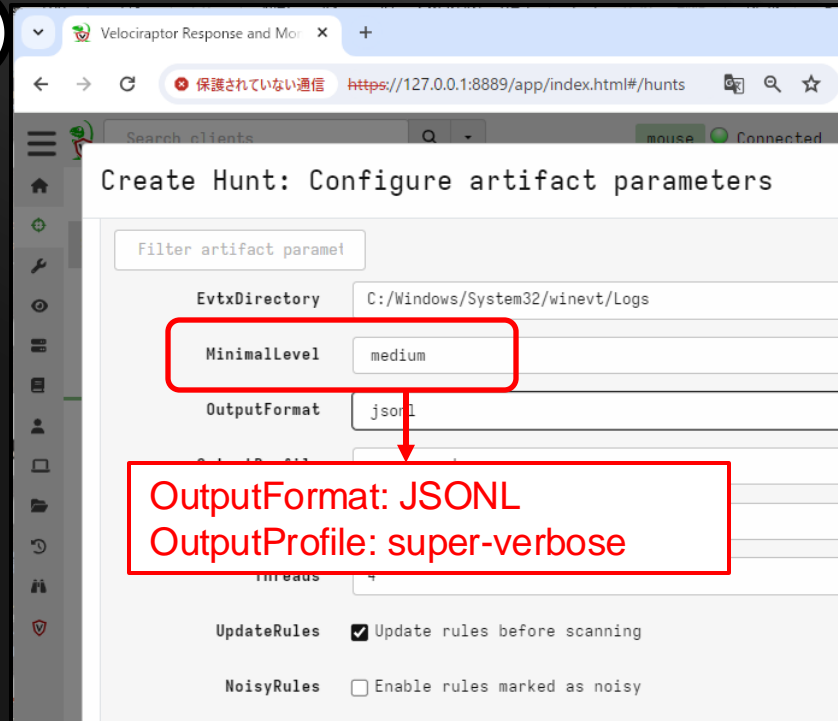 Velociraptor Response and Mor
保護されていない通信 https://127.0.0.1:8889/app/index.html#/hunts
Search clients mouse Connected
Create Hunt: Configure artifact parameters
Filter artifact paramet
EvtxDirectory C:/Windows/System32/winevt/Logs
MinimalLevel medium
OutputFormat jsonl
OutputFormat: JSONL
OutputProfile: super-verbose
Threads 4
UpdateRules Update rules before scanning
NoisyRules Enable rules marked as noisy